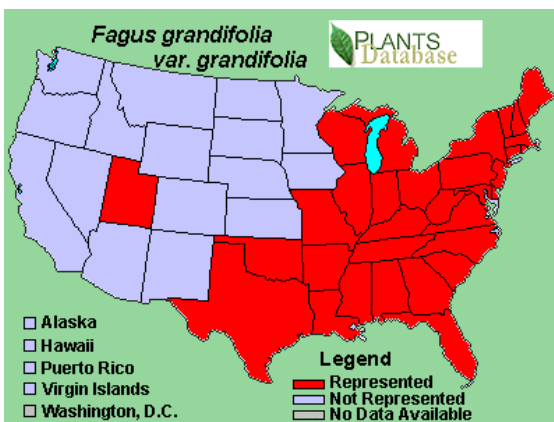 Fagus grandifolia
var. grandifolia
PLANTS
Database
Alaska
Hawaii
Puerto Rico
Virgin Islands
Washington, D.C.
Legend
Represented
Not Represented
No Data Available